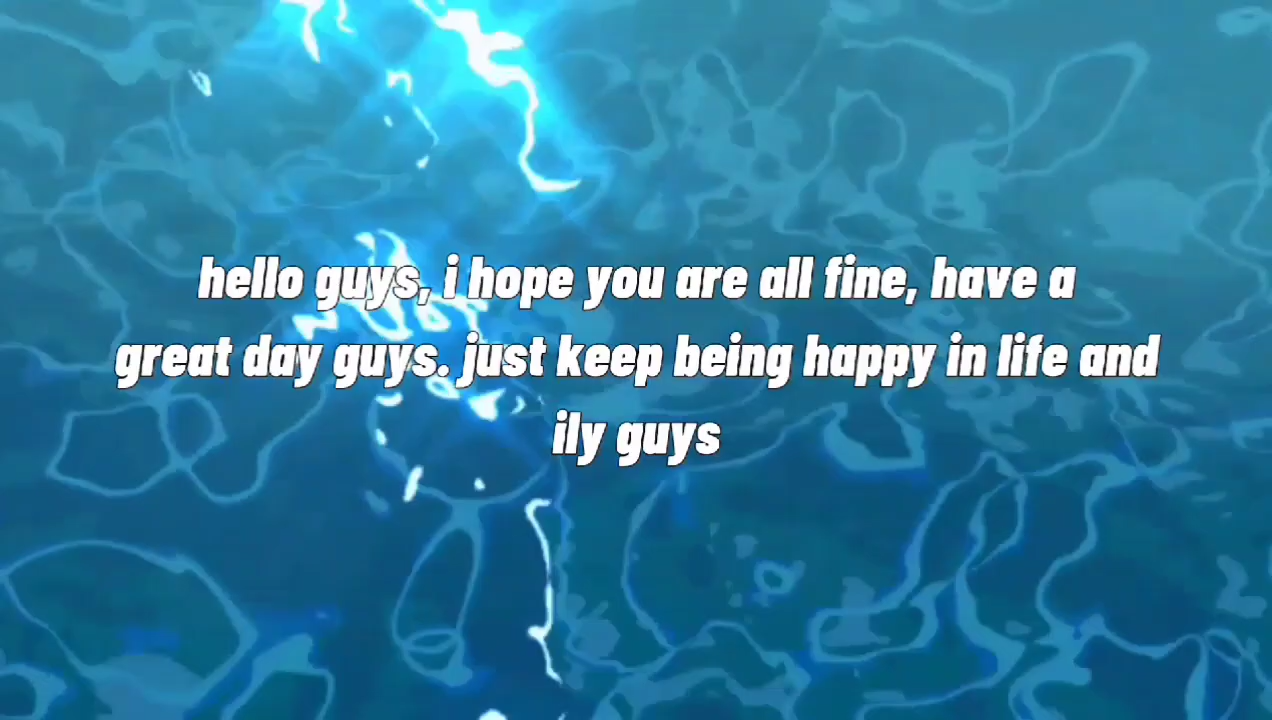 hello guys, i hope you are all fine, have a
great day guys. just keep being happy in life and
ily guys